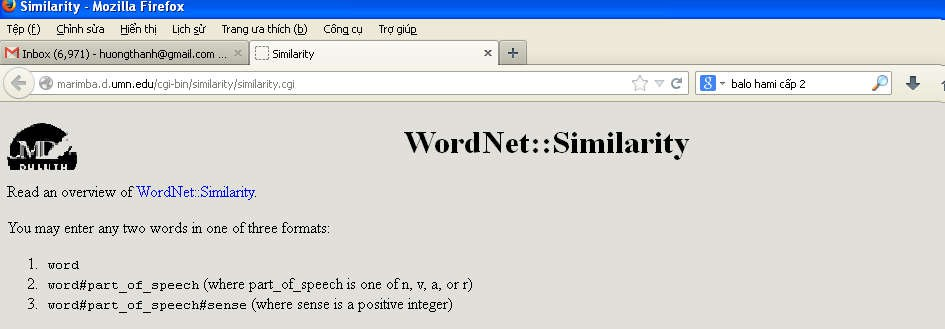 Similarity - Mozilla Firefox
Tệp (f) Chỉnh sửa Hiển thị Lịch sử Trang ưa thích (b) Công cụ Trợ giúp
Inbox (6,971) - huongthanh@gmail.com ... × Similarity × +
marimba.d.umn.edu/cgi-bin/similarity/similarity.cgi balo hami cấp 2
WordNet::Similarity
DULUTH
Read an overview of WordNet::Similarity.
You may enter any two words in one of three formats:
1. word
2. word#part_of_speech (where part_of_speech is one of n, v, a, or r)
3. word#part_of_speech#sense (where sense is a positive integer)